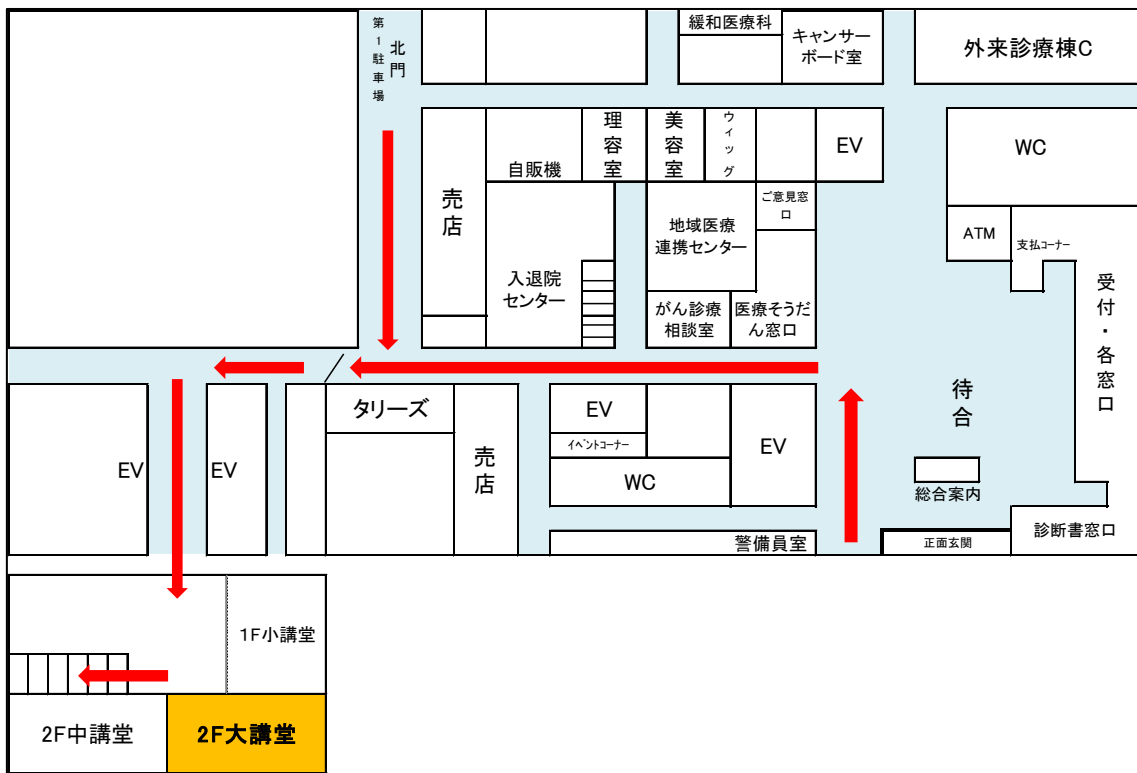 第1駐車場
北門
緩和医療科
キャンサー
ボード室
外来診療棟C
理容室
美容室
ウィッグ
EV
WC
自販機
売店
地域医療
連携センター
ご意見窓
口
ATM
支払コーナー
入退院
センター
がん診療
相談室
医療そうだ
ん窓口
受付・各窓口
待合
タリーズ
EV
イベントコーナー
EV
EV
EV
売店
WC
総合案内
警備員室
正面玄関
診断書窓口
1F小講堂
2F中講堂
2F大講堂